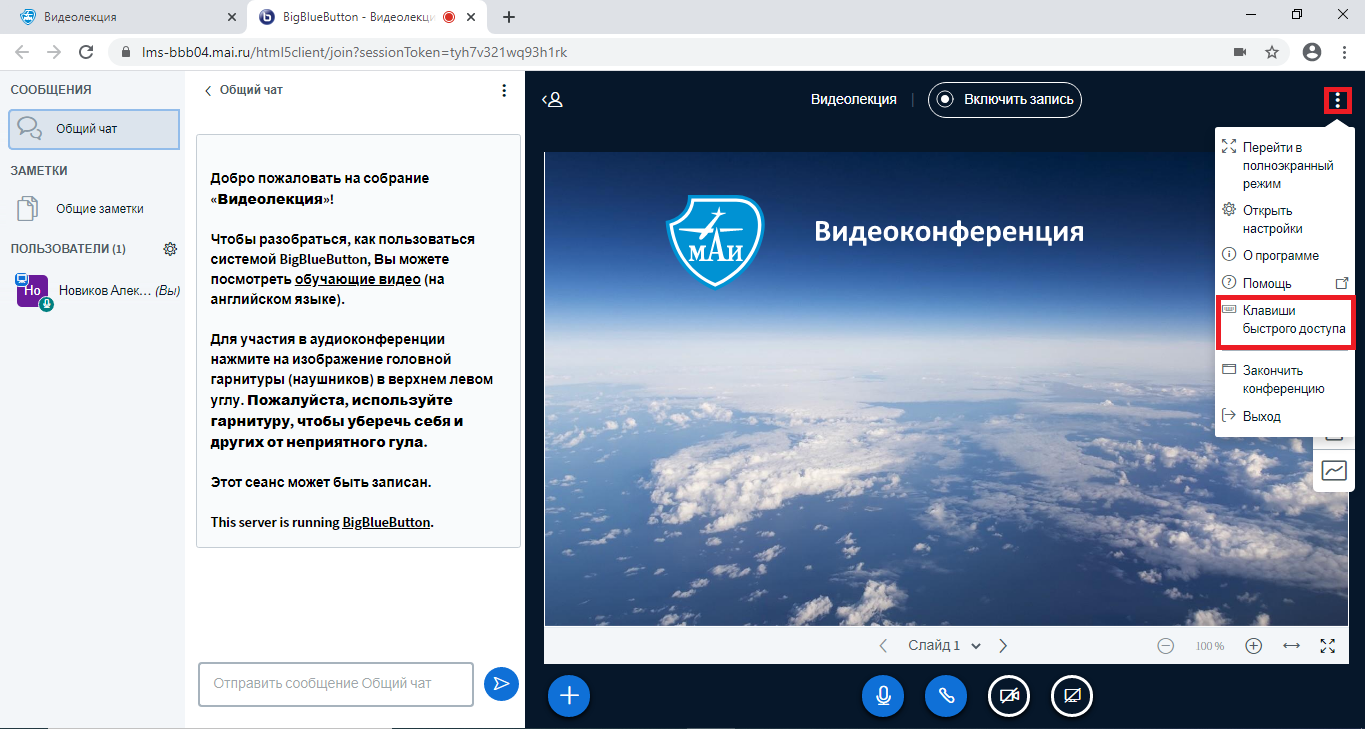 Видеолекция
BigBlueButton - Видеолекци
lms-bbb04.mai.ru/html5client/join?sessionToken=tyh7v321wq93h1rk
СООБЩЕНИЯ
Общий чат
ЗАМЕТКИ
Общие заметки
ПОЛЬЗОВАТЕЛИ (1)
Но
Новиков Алек... (Вы)
Общий чат
Добро пожаловать на собрание
«Видеолекция»!
Чтобы разобраться, как пользоваться
системой BigBlueButton, Вы можете
посмотреть обучающие видео (на
английском языке).
Для участия в аудиоконференции
нажмите на изображение головной
гарнитуры (наушников) в верхнем левом
углу. Пожалуйста, используйте
гарнитуру, чтобы уберечь себя и
других от неприятного гула.
Этот сеанс может быть записан.
This server is running BigBlueButton.
Отправить сообщение Общий чат
Видеолекция
Включить запись
МАИ
Видеоконференция
Перейти в
полноэкранный
режим
Открыть
настройки
О программе
Помощь
Клавиши
быстрого доступа
Закончить
конференцию
Выход
Слайд 1
100 %